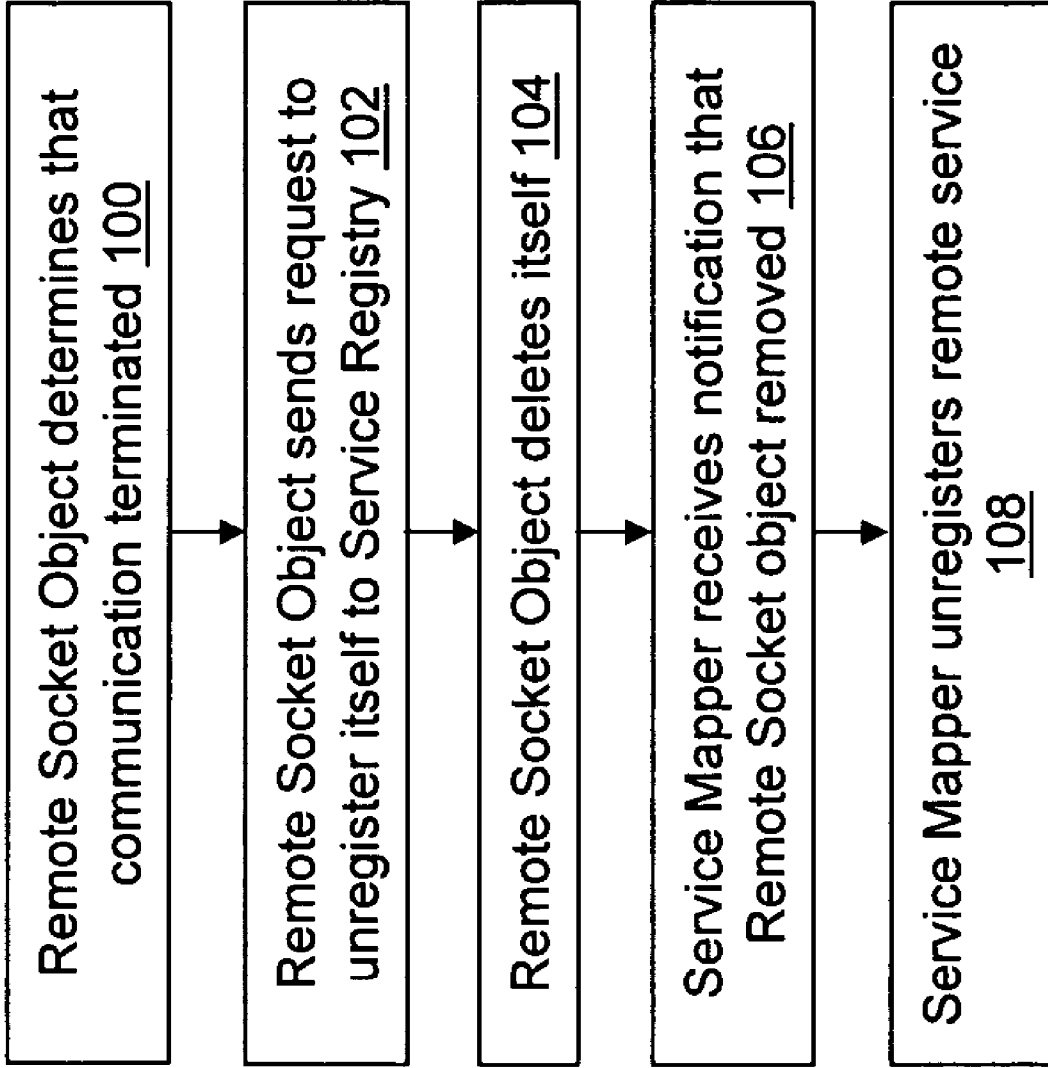 Remote Socket Object determines that
communication terminated 100
Remote Socket Object sends request to
unregister itself to Service Registry 102
Remote Socket Object deletes itself 104
Service Mapper receives notification that
Remote Socket object removed 106
Service Mapper unregisters remote service
108